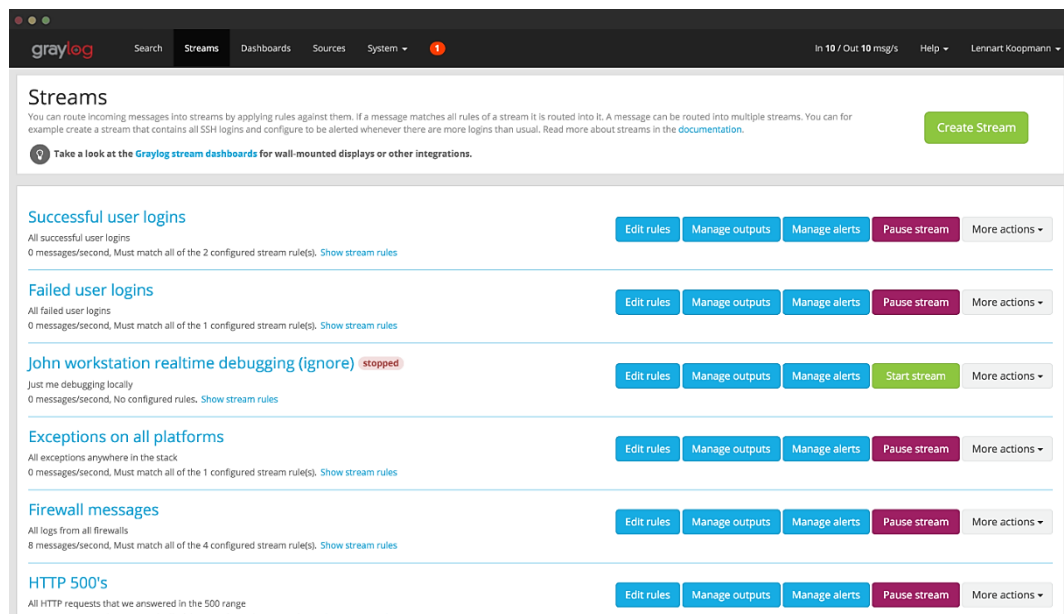 graylog Search Streams Dashboards Sources System 1 In 10 / Out 10 msg/s Help Lennart Koopmann
Streams
You can route incoming messages into streams by applying rules against them. If a message matches all rules of a stream it is routed into it. A message can be routed into multiple streams. You can for
example create a stream that contains all SSH logins and configure to be alerted whenever there are more logins than usual. Read more about streams in the documentation.
Create Stream
Take a look at the Graylog stream dashboards for wall-mounted displays or other integrations.
Successful user logins
All successful user logins
0 messages/second, Must match all of the 2 configured stream rule(s). Show stream rules
Edit rules Manage outputs Manage alerts Pause stream More actions
Failed user logins
All failed user logins
0 messages/second, Must match all of the 1 configured stream rule(s). Show stream rules
Edit rules Manage outputs Manage alerts Pause stream More actions
John workstation realtime debugging (ignore) stopped
Just me debugging locally
0 messages/second, No configured rules. Show stream rules
Edit rules Manage outputs Manage alerts Start stream More actions
Exceptions on all platforms
All exceptions anywhere in the stack
0 messages/second, Must match all of the 1 configured stream rule(s). Show stream rules
Edit rules Manage outputs Manage alerts Pause stream More actions
Firewall messages
All logs from all firewalls
8 messages/second, Must match all of the 4 configured stream rule(s). Show stream rules
Edit rules Manage outputs Manage alerts Pause stream More actions
HTTP 500's
All HTTP requests that we answered in the 500 range
Edit rules Manage outputs Manage alerts Pause stream More actions